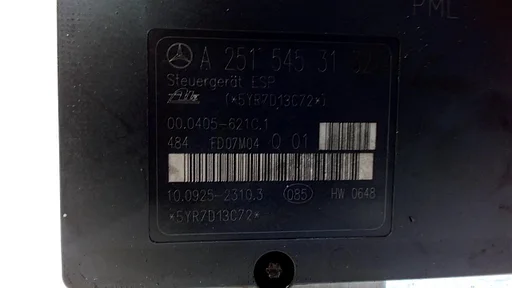 PML
A 251 545 31
Steuergerät ESP
Ate [*5YR7D13C72*]
00.0405-6210.1
484 FD07M04 Q 01
10.0925-2310.3 085 HW 0648
*5YR7D13C72*